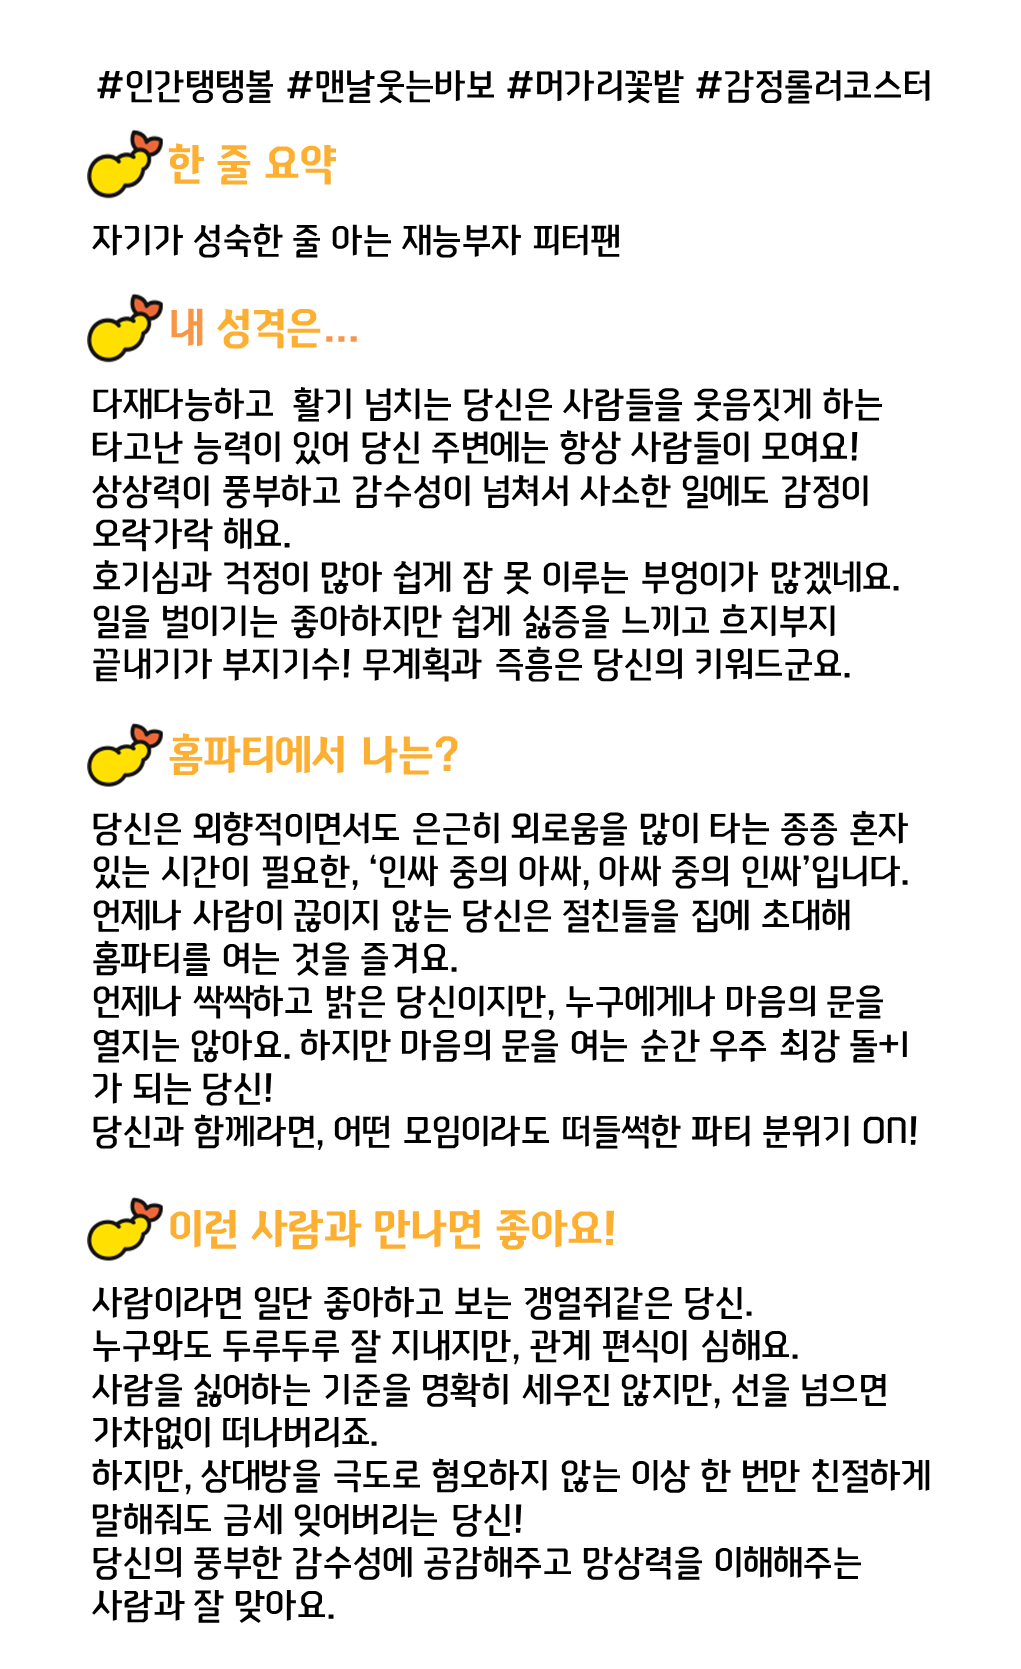 #인간탱탱볼 #맨날웃는바보 #머가리꽃밭 #감정롤러코스터
한 줄 요약
자기가 성숙한 줄 아는 재능부자 피터팬
내 성격은...
다재다능하고 활기 넘치는 당신은 사람들을 웃음짓게 하는
타고난 능력이 있어 당신 주변에는 항상 사람들이 모여요!
상상력이 풍부하고 감수성이 넘쳐서 사소한 일에도 감정이
오락가락 해요.
호기심과 걱정이 많아 쉽게 잠 못 이루는 부엉이가 많겠네요.
일을 벌이기는 좋아하지만 쉽게 싫증을 느끼고 흐지부지
끝내기가 부지기수! 무계획과 즉흥은 당신의 키워드군요.
홈파티에서 나는?
당신은 외향적이면서도 은근히 외로움을 많이 타는 종종 혼자
있는 시간이 필요한, ‘인싸 중의 아싸, 아싸 중의 인싸’입니다.
언제나 사람이 끊이지 않는 당신은 절친들을 집에 초대해
홈파티를 여는 것을 즐겨요.
언제나 싹싹하고 밝은 당신이지만, 누구에게나 마음의 문을
열지는 않아요. 하지만 마음의 문을 여는 순간 우주 최강 돌+I
가 되는 당신!
당신과 함께라면, 어떤 모임이라도 떠들썩한 파티 분위기 ON!
이런 사람과 만나면 좋아요!
사람이라면 일단 좋아하고 보는 갱얼쥐같은 당신.
누구와도 두루두루 잘 지내지만, 관계 편식이 심해요.
사람을 싫어하는 기준을 명확히 세우진 않지만, 선을 넘으면
가차없이 떠나버리죠.
하지만, 상대방을 극도로 혐오하지 않는 이상 한 번만 친절하게
말해줘도 금세 잊어버리는 당신!
당신의 풍부한 감수성에 공감해주고 망상력을 이해해주는
사람과 잘 맞아요.